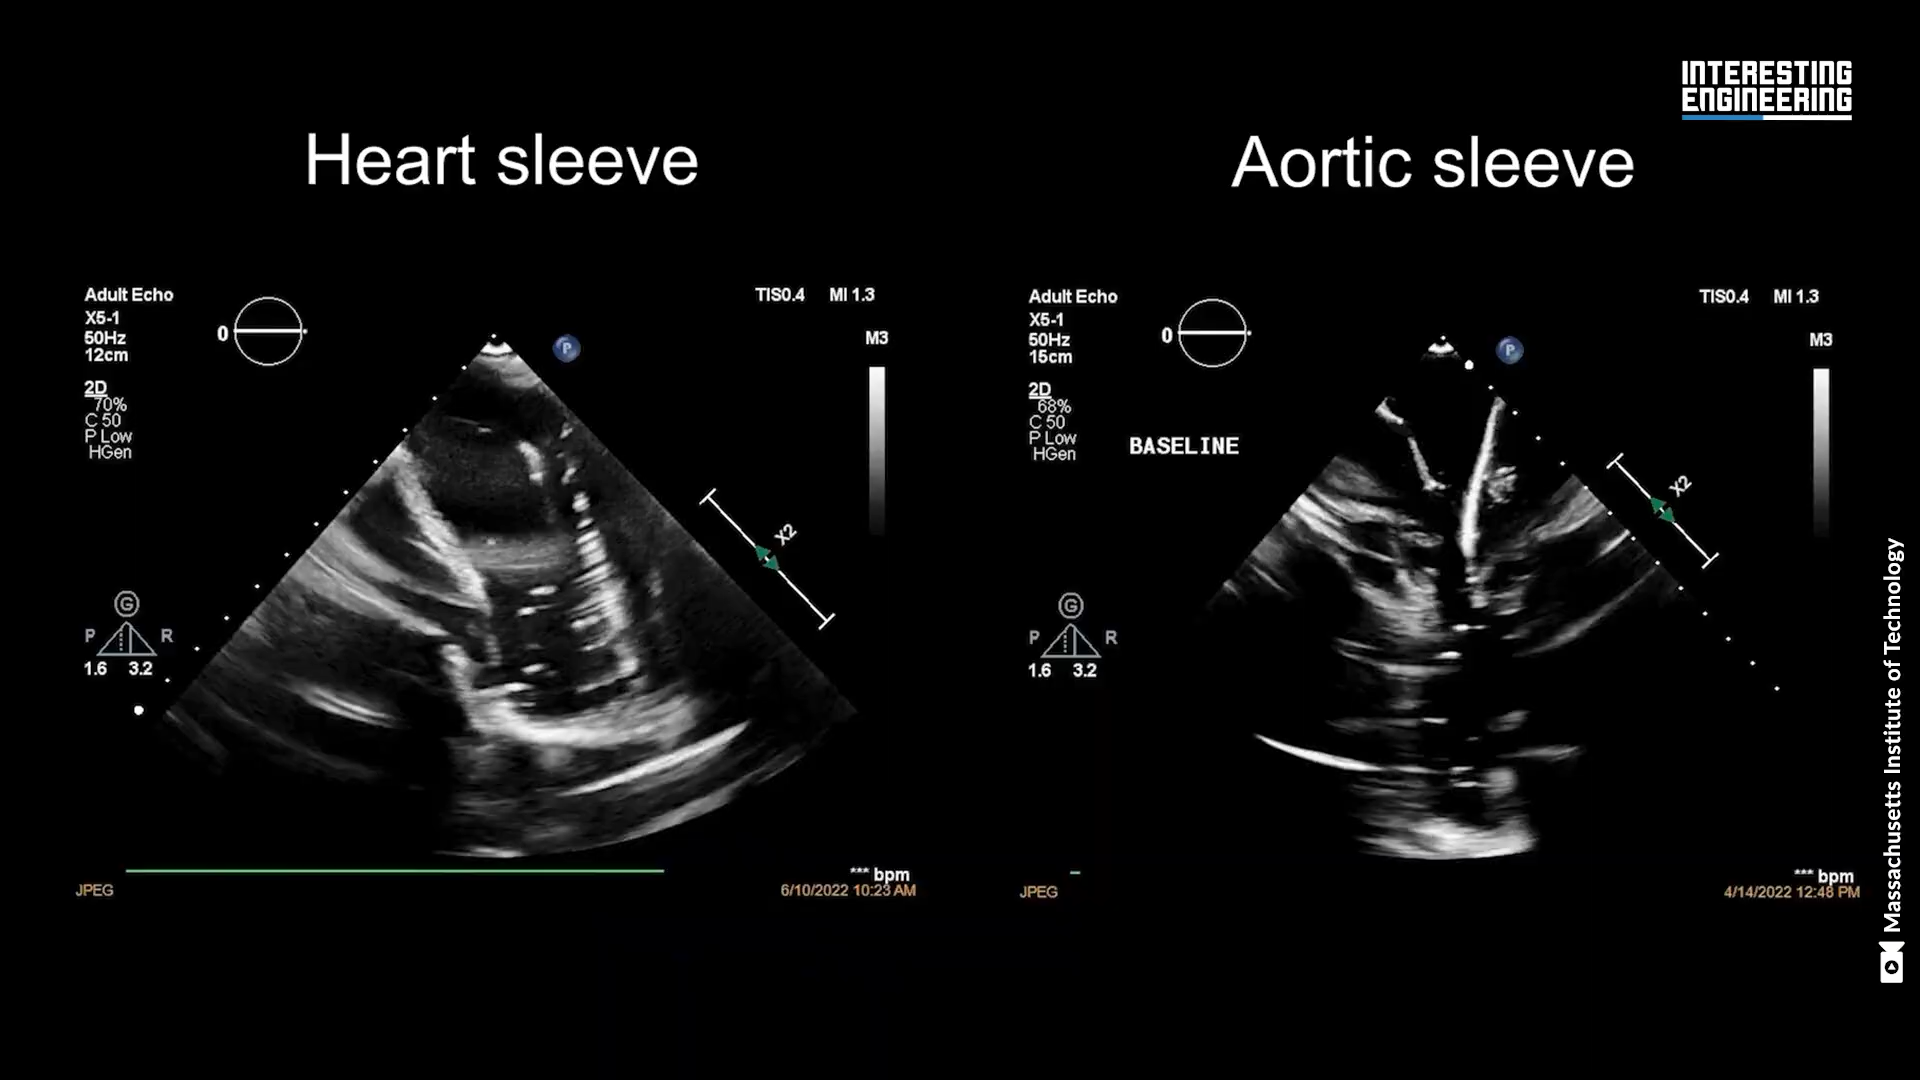 INTERESTING
ENGINEERING
Heart sleeve
Aortic sleeve
Adult Echo
X5-1
50Hz
12cm
2D
70%
C 50
P Low
HGen
0
P
TIS0.4 MI 1.3
M3
X2
G
P R
1.6 3.2
*** bpm
JPEG
6/10/2022 10:23 AM
Adult Echo
X5-1
50Hz
15cm
2D
68%
C 50
P Low
HGen
0
BASELINE
P
TIS0.4 MI 1.3
M3
X2
G
P R
1.6 3.2
*** bpm
JPEG
4/14/2022 12:48 PM
Massachusetts Institute of Technology